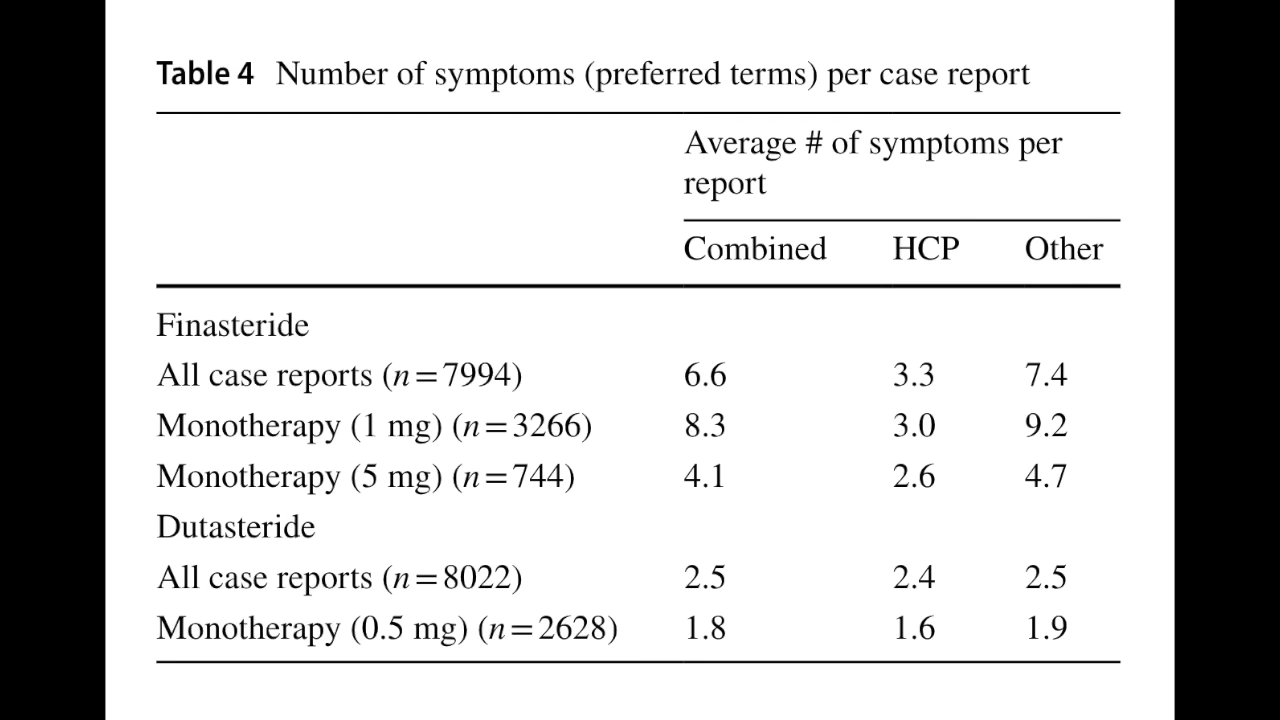 Table 4 Number of symptoms (preferred terms) per case report
Average # of symptoms per
report
Combined HCP Other
Finasteride
All case reports (n=7994) 6.6 3.3 7.4
Monotherapy (1 mg) (n=3266) 8.3 3.0 9.2
Monotherapy (5 mg) (n=744) 4.1 2.6 4.7
Dutasteride
All case reports (n=8022) 2.5 2.4 2.5
Monotherapy (0.5 mg) (n=2628) 1.8 1.6 1.9